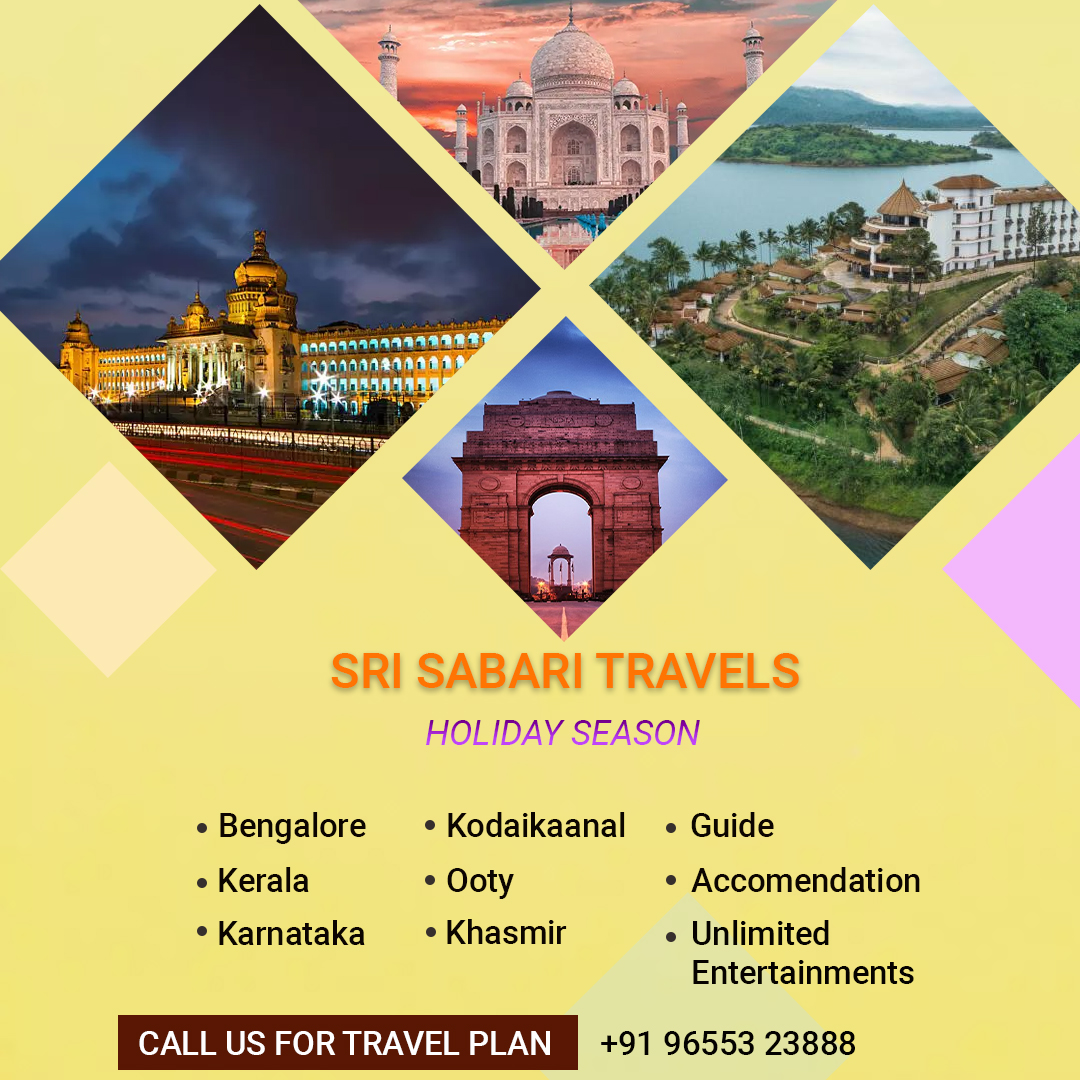 SRI SABARI TRAVELS
HOLIDAY SEASON
• Bengalore
• Kerala
• Karnataka
• Kodaikaanal
• Ooty
• Khasmir
• Guide
• Accomendation
• Unlimited
Entertainments
CALL US FOR TRAVEL PLAN
+91 96553 23888